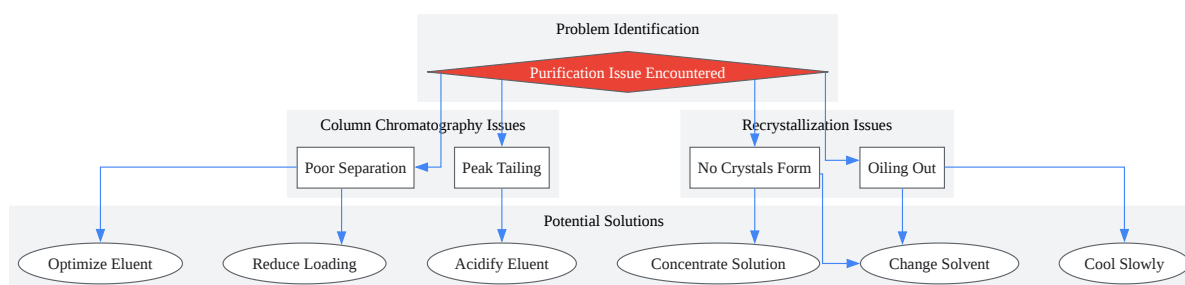 Problem Identification
Purification Issue Encountered
Column Chromatography Issues
Recrystallization Issues
Poor Separation
Peak Tailing
No Crystals Form
Oiling Out
Potential Solutions
Optimize Eluent
Reduce Loading
Acidify Eluent
Concentrate Solution
Change Solvent
Cool Slowly